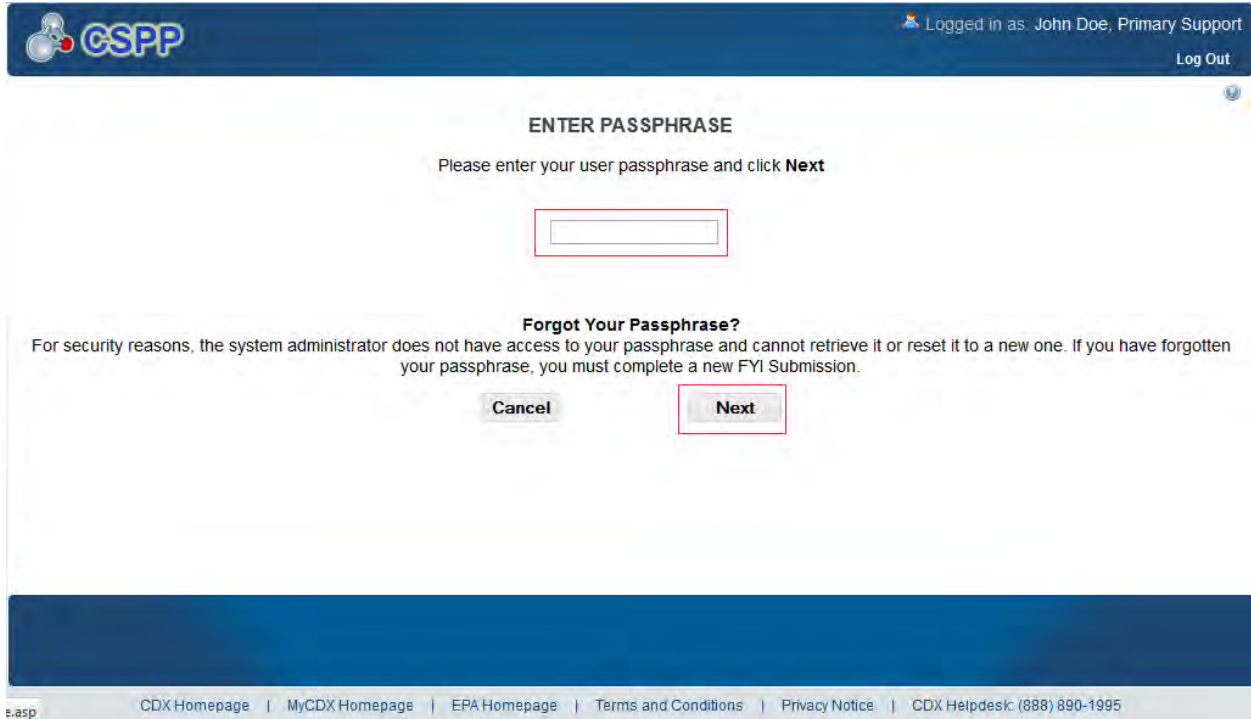 CSPP
Logged in as: John Doe, Primary Support
Log Out
ENTER PASSPHRASE
Please enter your user passphrase and click Next
Forgot Your Passphrase?
For security reasons, the system administrator does not have access to your passphrase and cannot retrieve it or reset it to a new one. If you have forgotten
your passphrase, you must complete a new FYI Submission.
Cancel Next
CDX Homepage | MyCDX Homepage | EPA Homepage | Terms and Conditions | Privacy Notice | CDX Helpdesk: (888) 890-1995
e.asp